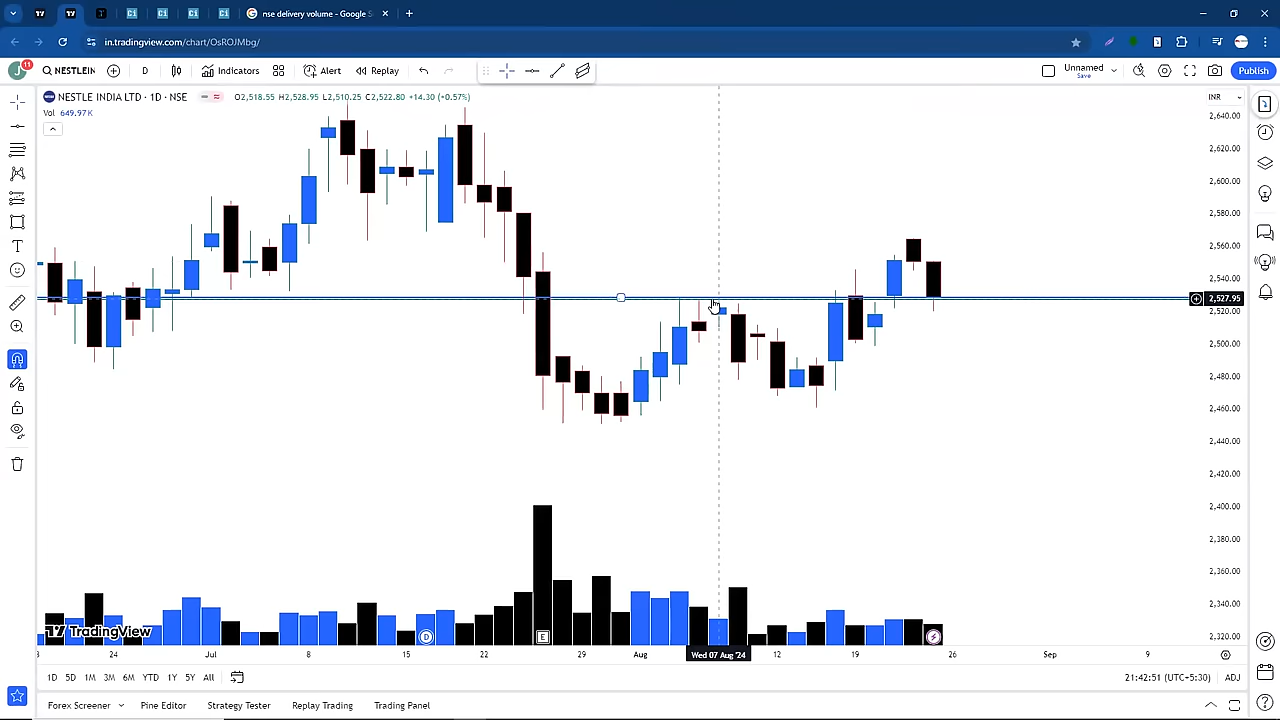 nse delivery volume - Google S
in.tradingview.com/chart/OsROJMbg/
J 11 NESTLEIN D Indicators Alert Replay Unnamed Save Publish
NESTLE INDIA LTD · 1D · NSE O2,518.55 H2,528.95 L2,510.25 C2,522.80 +14.30 (+0.57%) INR
Vol 649.97K
2,640.00
2,620.00
2,600.00
2,580.00
2,560.00
2,540.00
2,527.95
2,520.00
2,500.00
2,480.00
2,460.00
2,440.00
2,420.00
2,400.00
2,380.00
2,360.00
2,340.00
2,320.00
TradingView D E
24 Jul 8 15 22 29 Aug Wed 07 Aug '24 12 19 26 Sep
1D 5D 1M 3M 6M YTD 1Y 5Y All 21:42:51 (UTC+5:30) ADJ
Forex Screener Pine Editor Strategy Tester Replay Trading Trading Panel